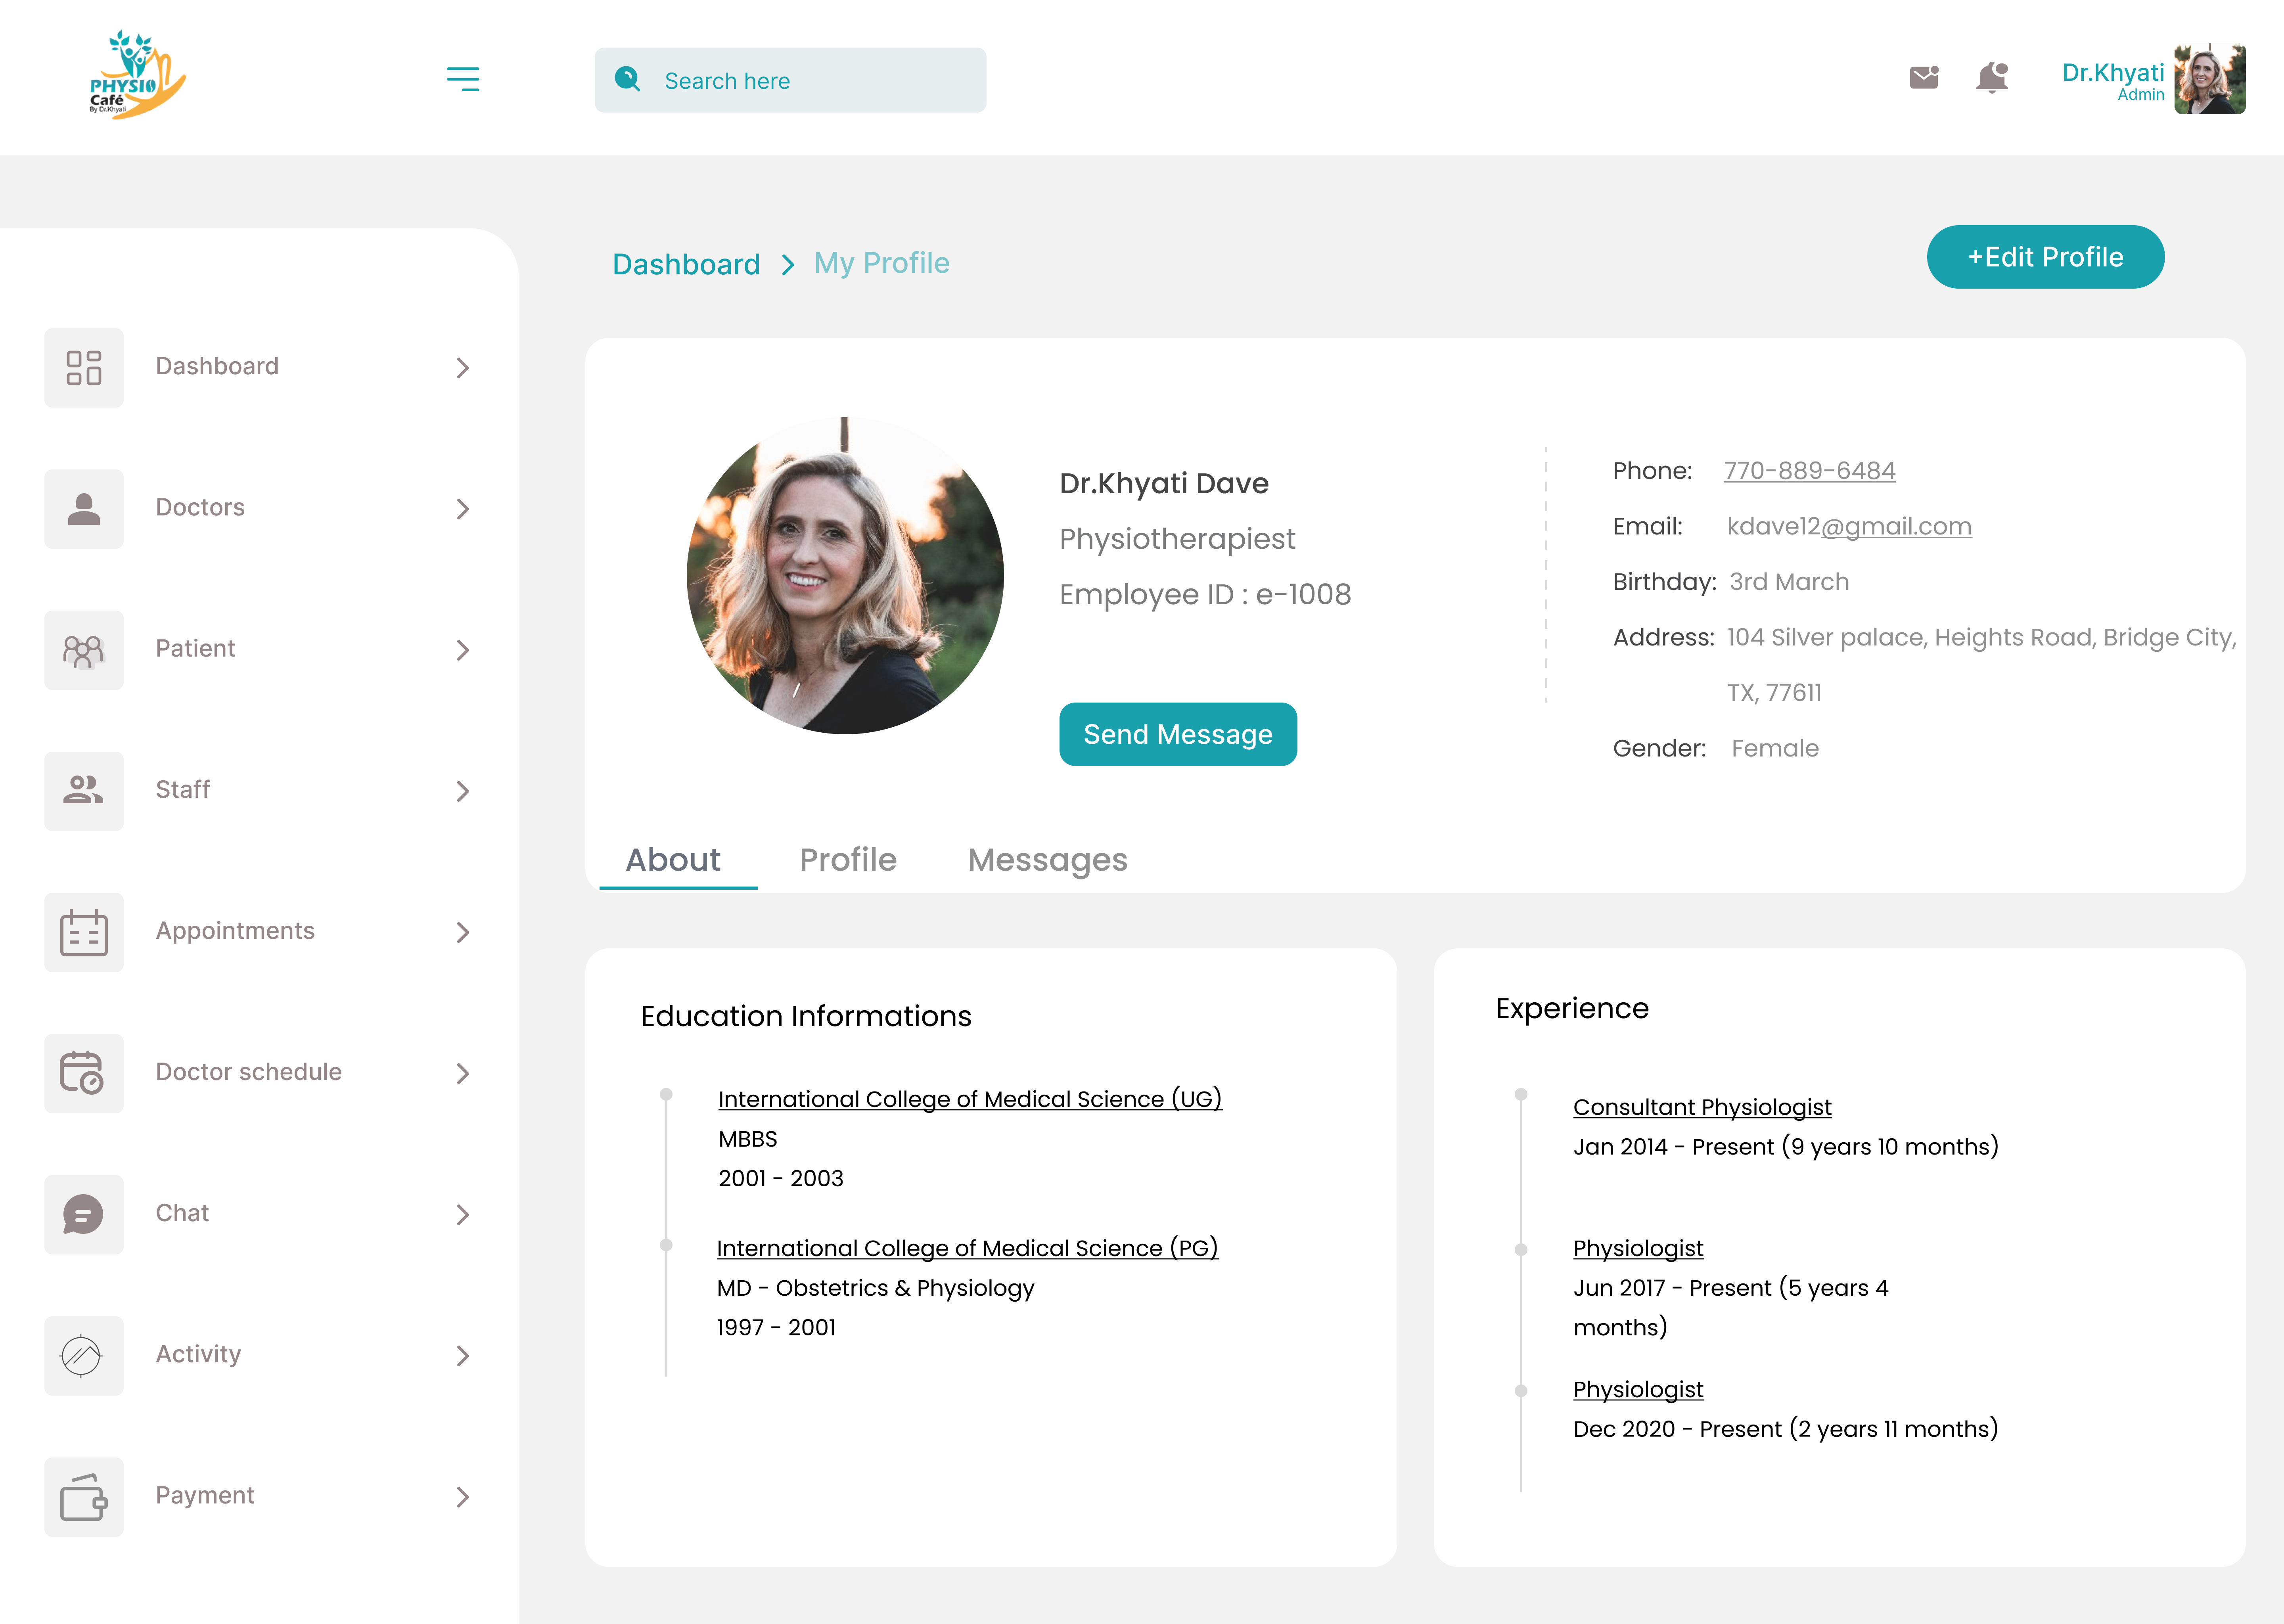 PHYSIO
Café
By Dr.Khyati
Search here
Dr.Khyati
Admin
Dashboard
My Profile
+Edit Profile
Dashboard
Doctors
Patient
Staff
Appointments
Doctor schedule
Chat
Activity
Payment
Dr.Khyati Dave
Physiotherapiest
Employee ID : e-1008
Send Message
Phone: 770-889-6484
Email: kdave12@gmail.com
Birthday: 3rd March
Address: 104 Silver palace, Heights Road, Bridge City,
TX, 77611
Gender: Female
About
Profile
Messages
Education Informations
International College of Medical Science (UG)
MBBS
2001 - 2003
International College of Medical Science (PG)
MD - Obstetrics & Physiology
1997 - 2001
Experience
Consultant Physiologist
Jan 2014 - Present (9 years 10 months)
Physiologist
Jun 2017 - Present (5 years 4
months)
Physiologist
Dec 2020 - Present (2 years 11 months)